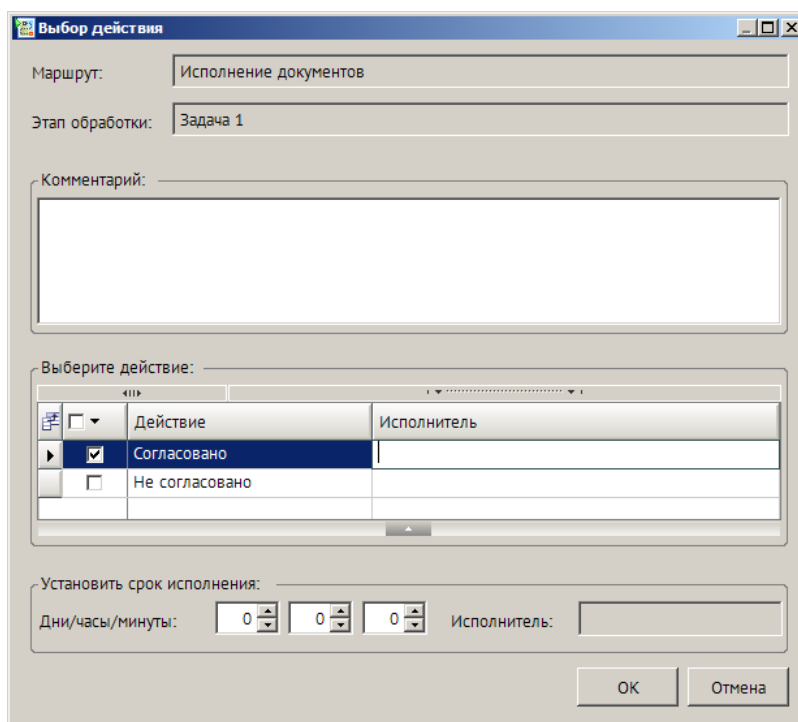 Выбор действия
Маршрут: Исполнение документов
Этап обработки: Задача 1
Комментарий:
Выберите действие:
Действие Исполнитель
Согласовано
Не согласовано
Установить срок исполнения:
Дни/часы/минуты: 0 0 0 Исполнитель:
ОК Отмена